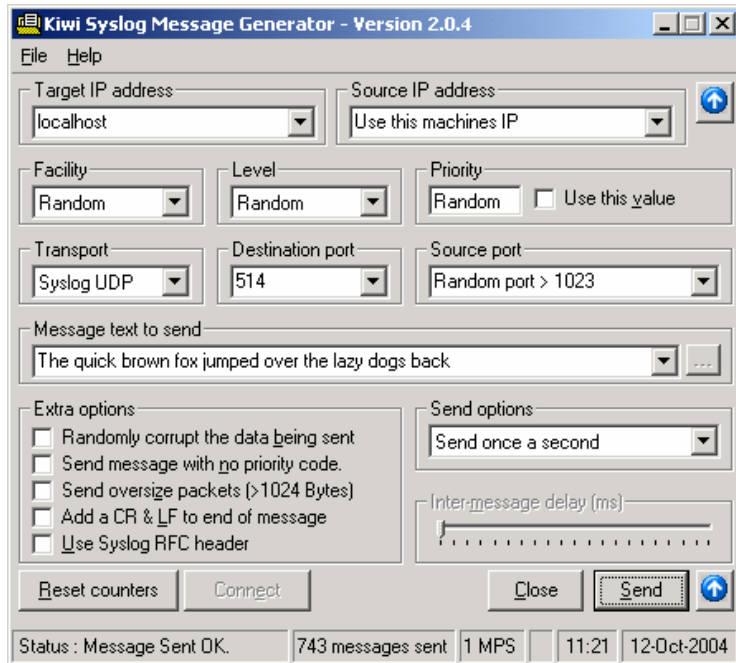 Kiwi Syslog Message Generator - Version 2.0.4
File Help
Target IP address
localhost
Source IP address
Use this machines IP
Facility
Random
Level
Random
Priority
Random
Use this value
Transport
Syslog UDP
Destination port
514
Source port
Random port > 1023
Message text to send
The quick brown fox jumped over the lazy dogs back
...
Extra options
Randomly corrupt the data being sent
Send message with no priority code.
Send oversize packets (>1024 Bytes)
Add a CR & LF to end of message
Use Syslog RFC header
Send options
Send once a second
Inter-message delay (ms)
Reset counters
Connect
Close
Send
Status : Message Sent OK.
743 messages sent
1 MPS
11:21
12-Oct-2004